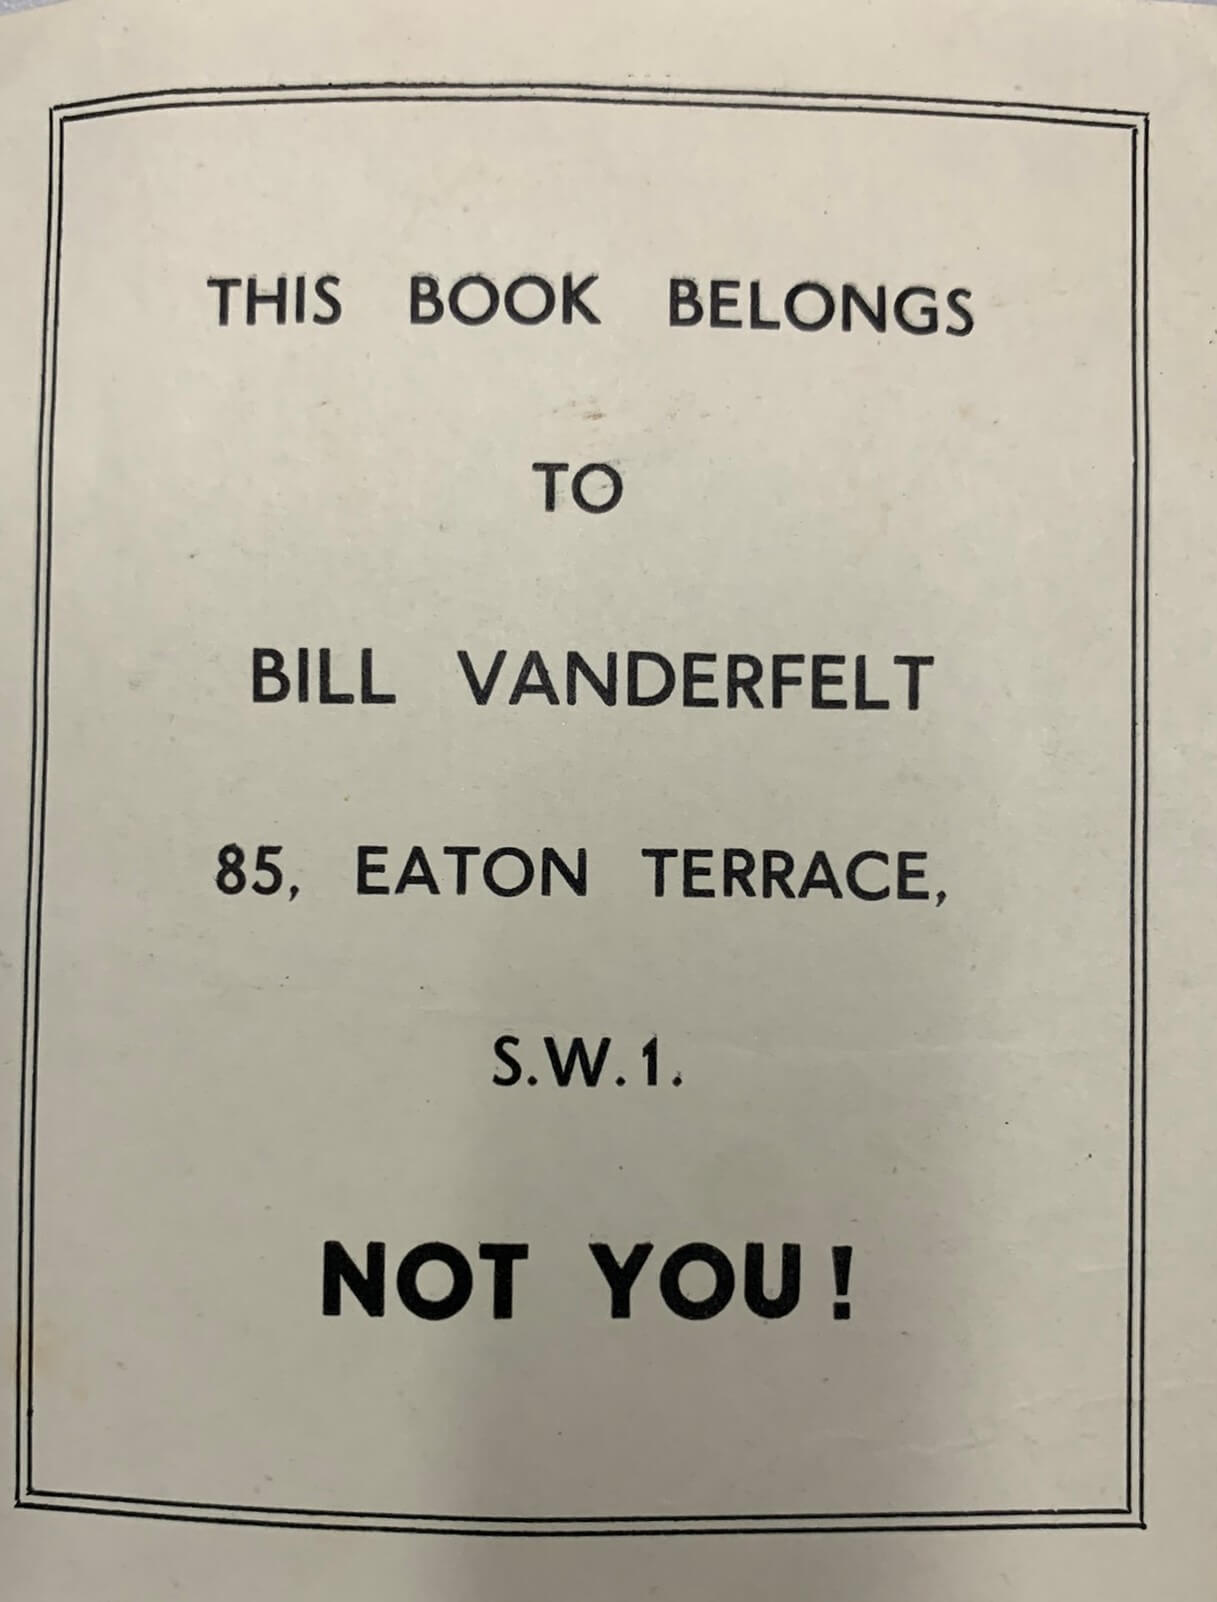 THIS BOOK BELONGS
TO
BILL VANDERFELT
85, EATON TERRACE,
S.W.1.
NOT YOU!